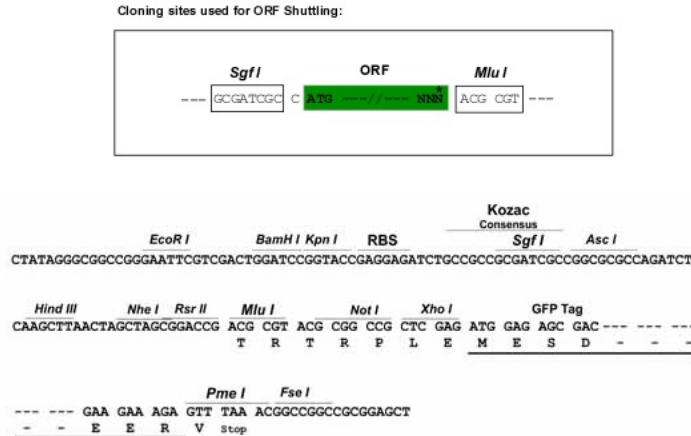 Cloning sites used for ORF Shuttling:
Sgf I ORF Mlu I
*
--- GCGATCGC C ATG ---//--- NNN ACG CGT ---
Kozac
Consensus
EcoR I BamH I Kpn I RBS Sgf I Asc I
CTATAGGGCGGCCGGGAATTCGTCGACTGGATCCGGTACCGAGGAGATCTGCCGCCGCGATCGCCGGCGCGCCAGATCT
Hind III Nhe I Rsr II Mlu I Not I Xho I GFP Tag
CAAGCTTAACTAGCTAGCGGACCG ACG CGT ACG CGG CCG CTC GAG ATG GAG AGC GAC --- --- ---
T R T R P L E M E S D - - -
Pme I Fse I
--- --- GAA GAA AGA GTT TAA ACGGCCGGCCGCGGAGCT
- - E E R V Stop